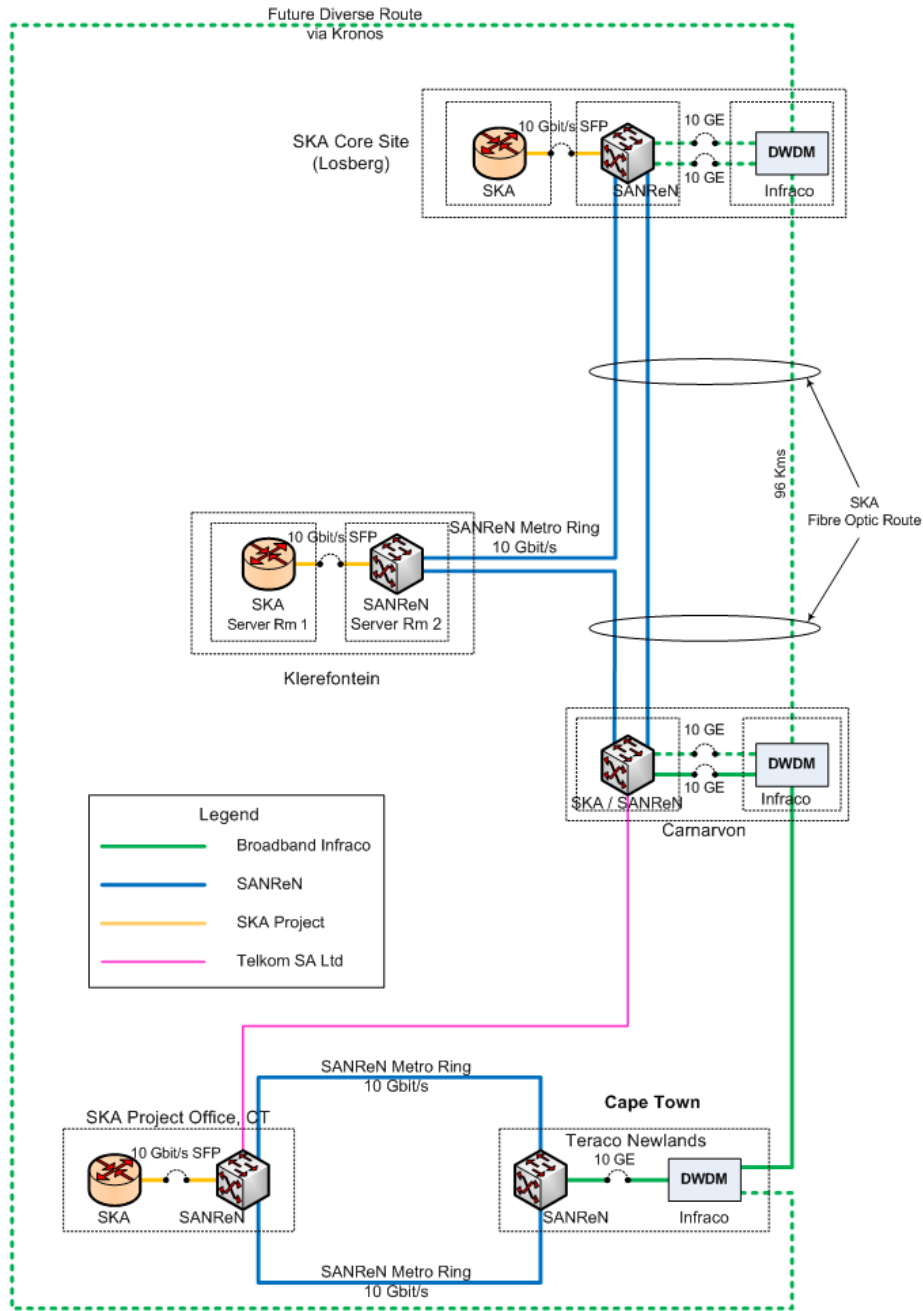 Future Diverse Route
via Kronos
SKA Core Site
(Losberg)
10 Gbit/s SFP
10 GE
DWDM
10 GE
SKA
SANReN
Infraco
96 Kms
SKA
Fibre Optic Route
SANReN Metro Ring
10 Gbit/s
10 Gbit/s SFP
SKA
Server Rm 1
SANReN
Server Rm 2
Klerefontein
10 GE
DWDM
10 GE
SKA / SANReN
Infraco
Carnarvon
Legend
Broadband Infraco
SANReN
SKA Project
Telkom SA Ltd
SANReN Metro Ring
10 Gbit/s
Cape Town
SKA Project Office, CT
Teraco Newlands
10 Gbit/s SFP
10 GE
DWDM
SKA
SANReN
SANReN
Infraco
SANReN Metro Ring
10 Gbit/s